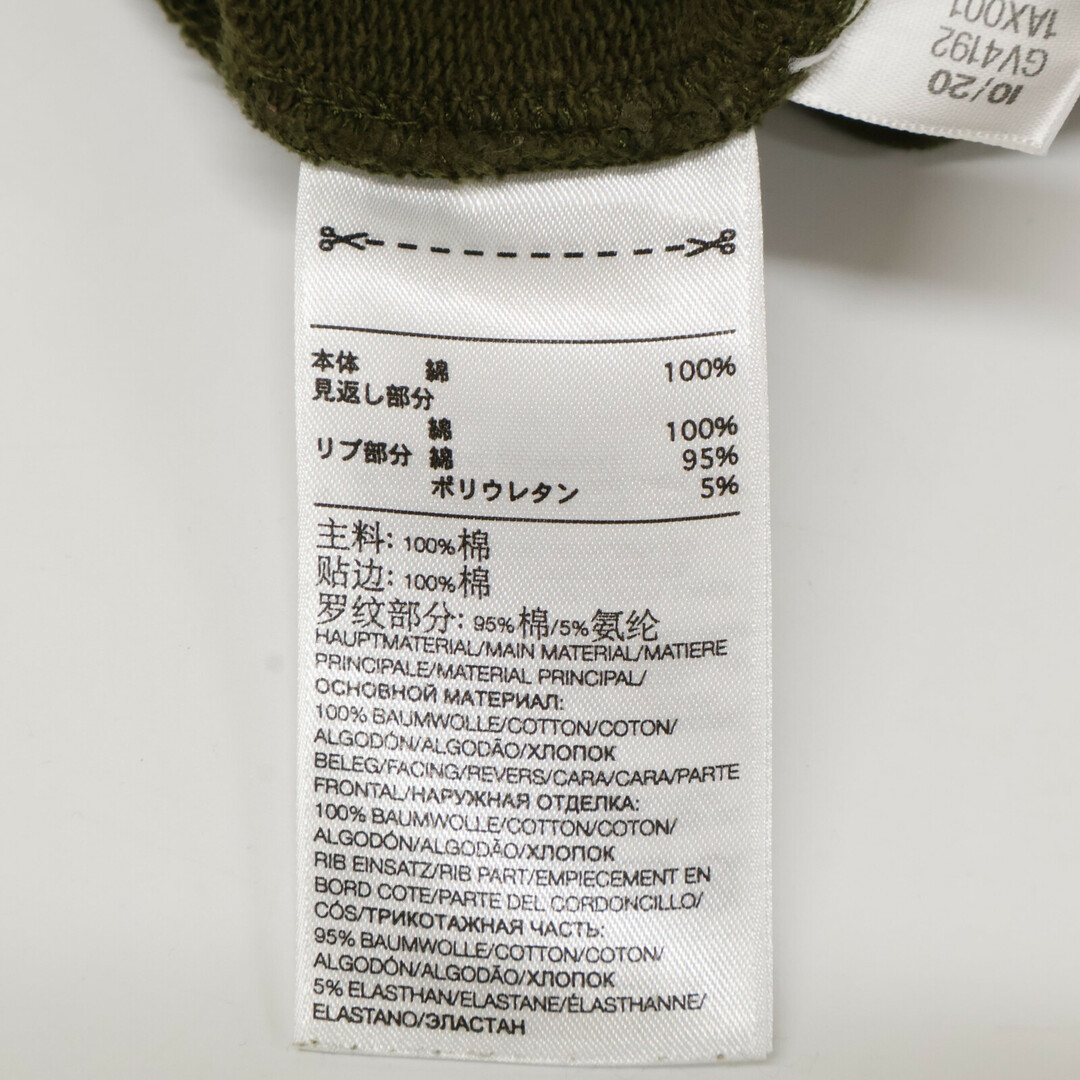 1AX001
GV4192
10/20
本体 綿 100%
見返し部分
綿 100%
リブ部分 綿 95%
ポリウレタン 5%
主料: 100%棉
贴边: 100%棉
罗纹部分: 95%棉/5%氨纶
HAUPTMATERIAL/MAIN MATERIAL/MATIERE
PRINCIPALE/MATERIAL PRINCIPAL/
ОСНОВНОЙ МАТЕРИАЛ:
100% BAUMWOLLE/COTTON/COTON/
ALGODÓN/ALGODÃO/ХЛОПОК
BELEG/FACING/REVERS/CARA/CARA/PARTE
FRONTAL/НАРУЖНАЯ ОТДЕЛКА:
100% BAUMWOLLE/COTTON/COTON/
ALGODÓN/ALGODÃO/ХЛОПОК
RIB EINSATZ/RIB PART/EMPIECEMENT EN
BORD COTE/PARTE DEL CORDONCILLO/
CÓS/ТРИКОТАЖНАЯ ЧАСТЬ:
95% BAUMWOLLE/COTTON/COTON/
ALGODÓN/ALGODÃO/ХЛОПОК
5% ELASTHAN/ELASTANE/ÉLASTHANNE/
ELASTANO/ЭЛАСТАН